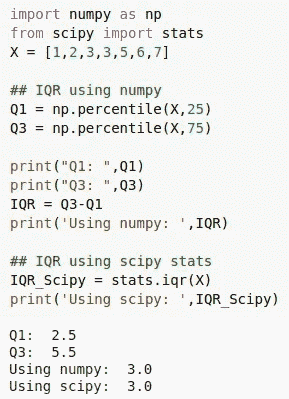 import numpy as np
from scipy import stats
X = [1,2,3,3,5,6,7]
## IQR using numpy
Q1 = np.percentile(X,25)
Q3 = np.percentile(X,75)
print("Q1: ",Q1)
print("Q3: ",Q3)
IQR = Q3-Q1
print('Using numpy: ',IQR)
## IQR using scipy stats
IQR_Scipy = stats.iqr(X)
print('Using scipy: ',IQR_Scipy)
Q1:  2.5
Q3:  5.5
Using numpy:  3.0
Using scipy:  3.0